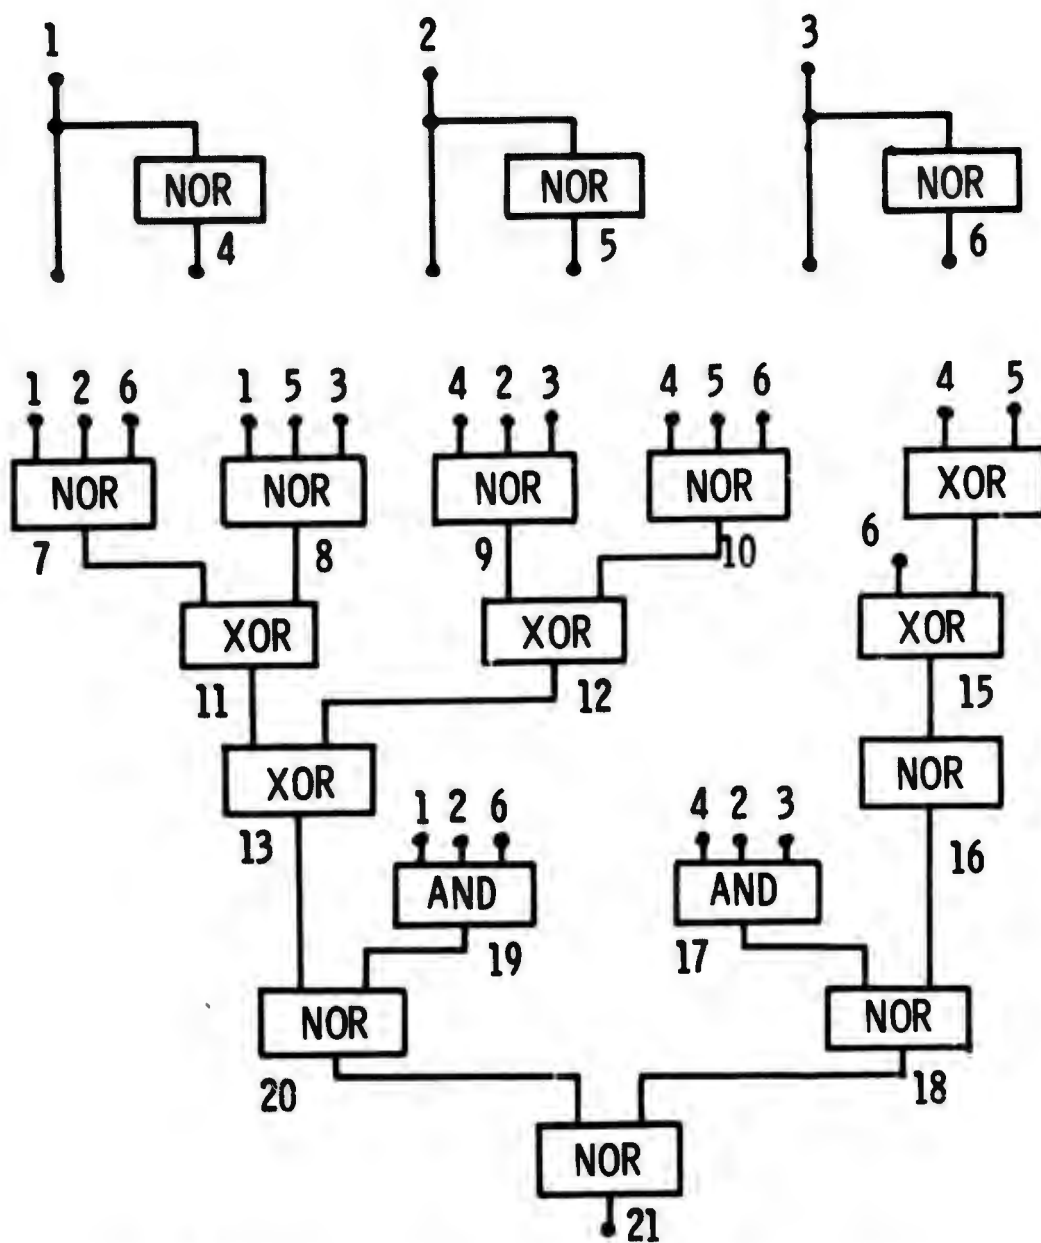 1 2 3
NOR NOR NOR
4 5 6
1 2 6 1 5 3 4 2 3 4 5 6 4 5
NOR NOR NOR NOR XOR
7 8 9 10 6
XOR XOR XOR
11 12 15
XOR NOR
13 1 2 6 4 2 3 16
AND AND
19 17
NOR NOR
20 18
NOR
21